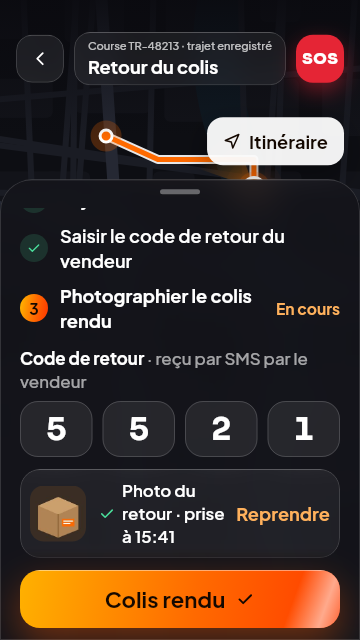 Course TR-48213 · trajet enregistré
Retour du colis
SOS
Itinéraire
Saisir le code de retour du
vendeur
3
Photographier le colis
rendu
En cours
Code de retour · reçu par SMS par le
vendeur
5 5 2 1
Photo du
retour · prise
à 15:41
Reprendre
Colis rendu